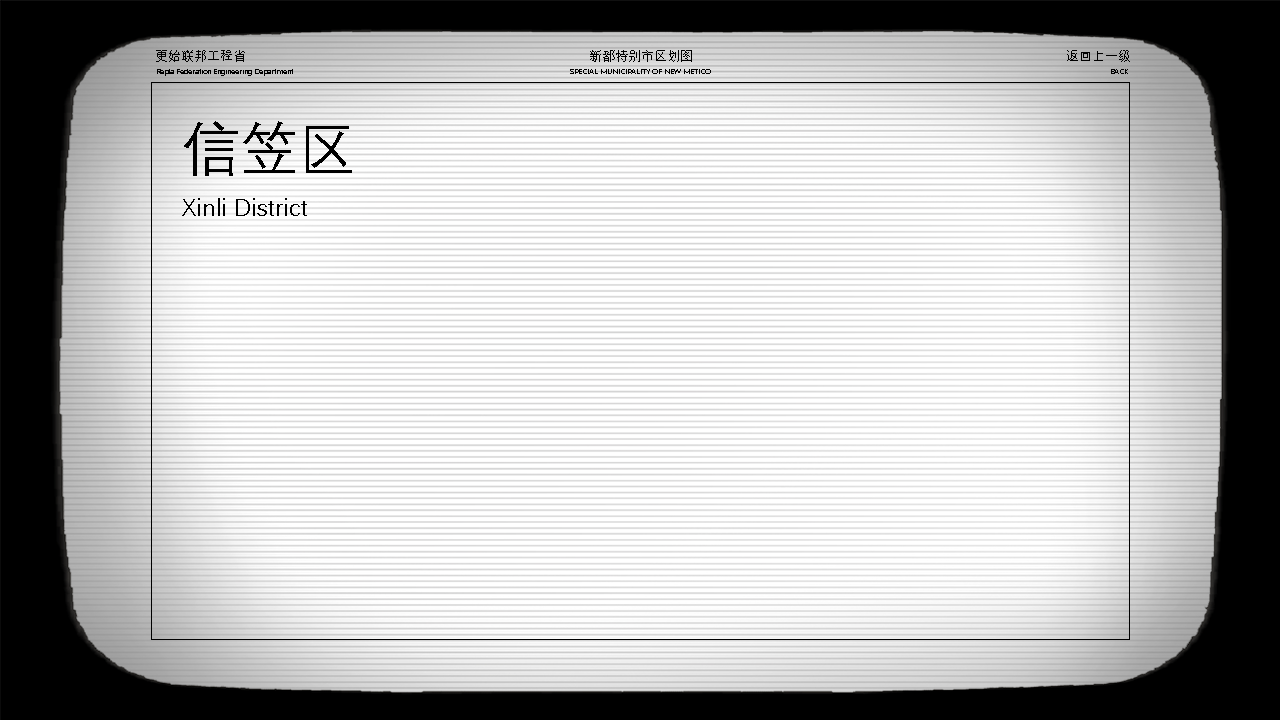 更始联邦工程省
Repla Federation Engineering Department
新都特别市区划图
SPECIAL MUNICIPALITY OF NEW METICO
返回上一级
BACK
信笠区
Xinli District